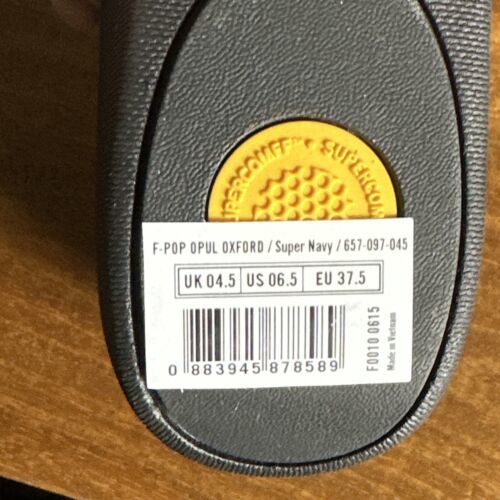 SUPERCOMFF™ • SUPERCOM
F-POP OPUL OXFORD / Super Navy / 657-097-045
UK 04.5 US 06.5 EU 37.5
0 883945 878589
F0010 0615
Made in Vietnam